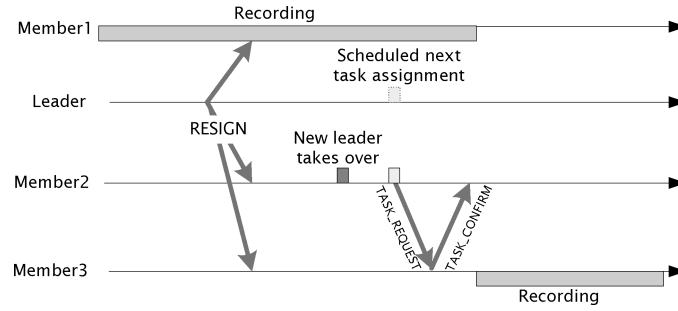 Recording
Member1
Scheduled next
task assignment
Leader
RESIGN
New leader
takes over
Member2
TASK_REQUEST
TASK_CONFIRM
Member3
Recording